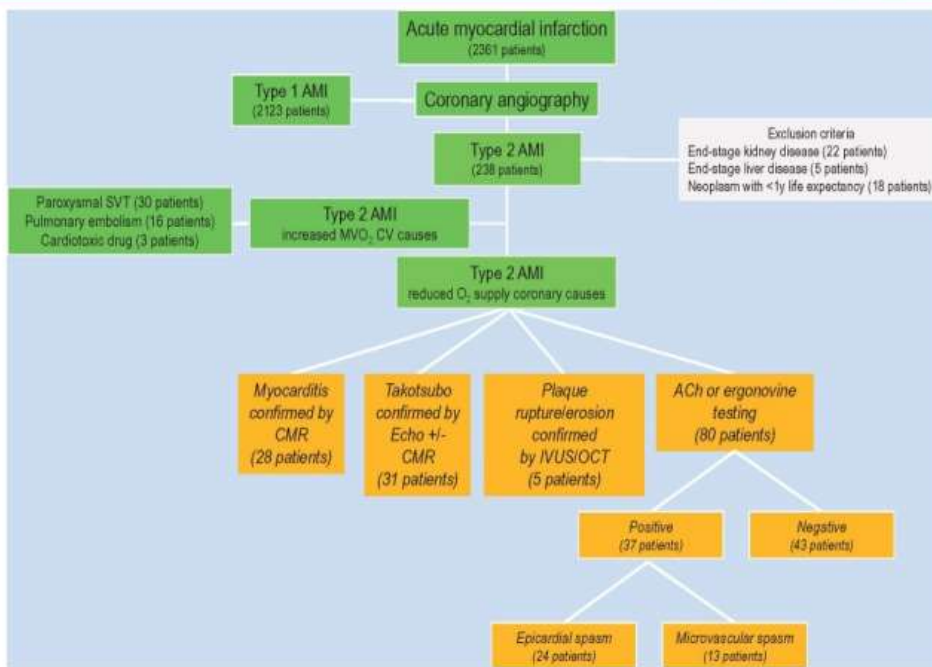 Acute myocardial infarction
(2361 patients)
Type 1 AMI
(2123 patients)
Coronary angiography
Type 2 AMI
(238 patients)
Exclusion criteria
End-stage kidney disease (22 patients)
End-stage liver disease (5 patients)
Neoplasm with <1y life expectancy (18 patients)
Paroxysmal SVT (30 patients)
Pulmonary embolism (16 patients)
Cardiotoxic drug (3 patients)
Type 2 AMI
increased MVO₂ CV causes
Type 2 AMI
reduced O₂ supply coronary causes
Myocarditis
confirmed by
CMR
(28 patients)
Takotsubo
confirmed by
Echo +/-
CMR
(31 patients)
Plaque
rupture/erosion
confirmed
by IVUS/OCT
(5 patients)
ACh or ergonovine
testing
(80 patients)
Positive
(37 patients)
Negative
(43 patients)
Epicardial spasm
(24 patients)
Microvascular spasm
(13 patients)